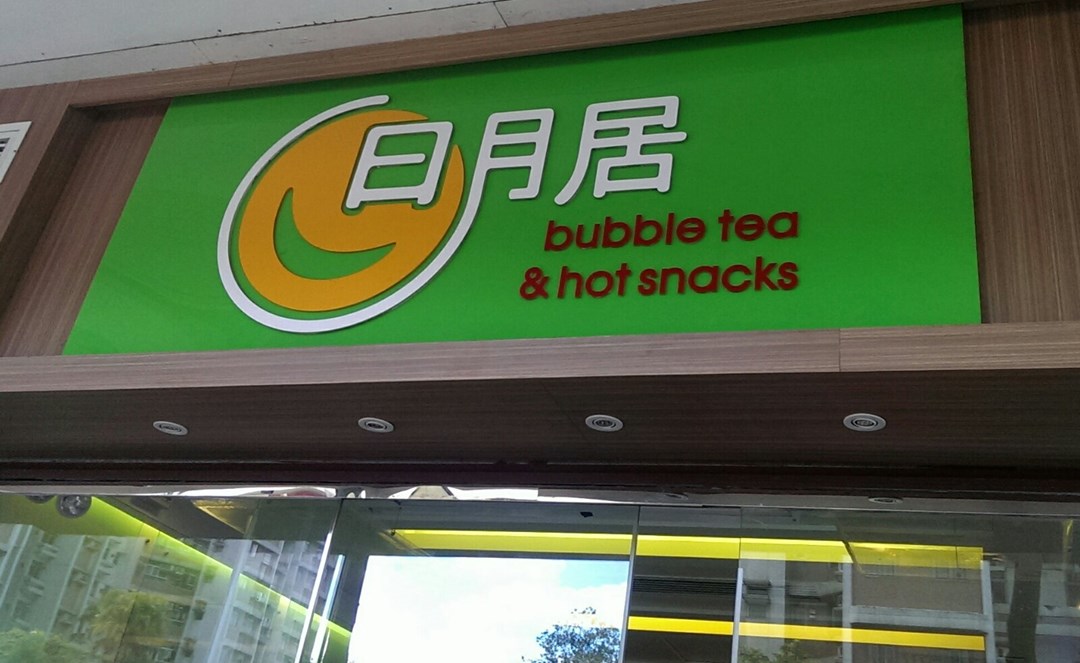 日月居
bubble tea
& hot snacks